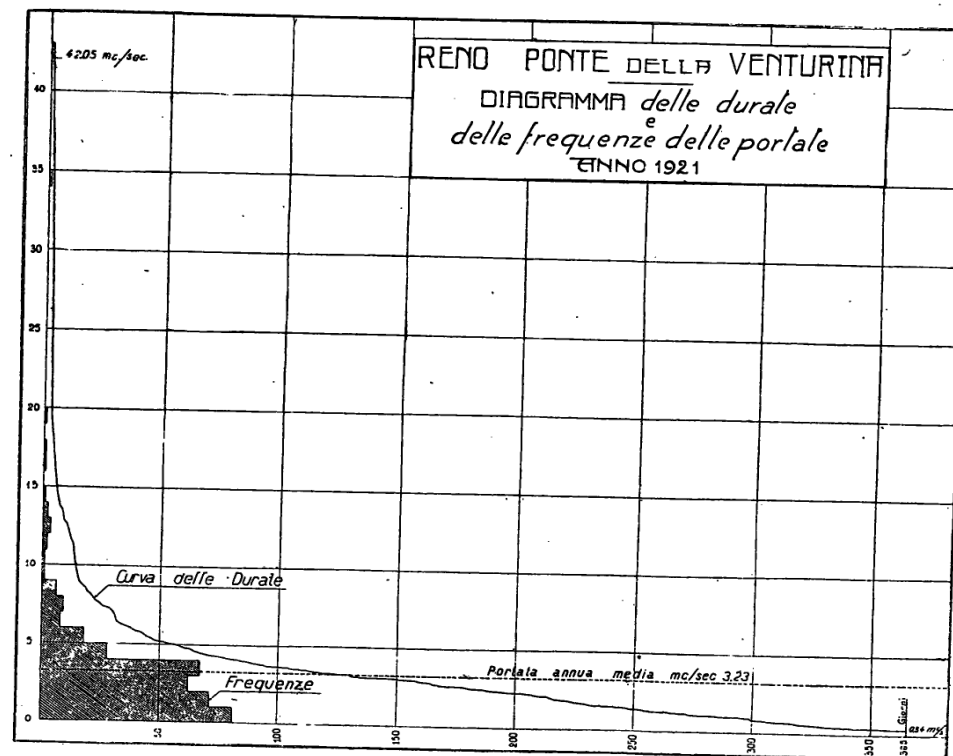 42.05 mc/sec.
RENO PONTE DELLA VENTURINA
DIAGRAMMA delle durate
e
delle frequenze delle portate
ANNO 1921
40
35
30
25
20
15
10
5
0
Curva delle Durate
Portata annua media mc/sec 3.23
Frequenze
Giorni
50
100
150
200
250
300
350
365